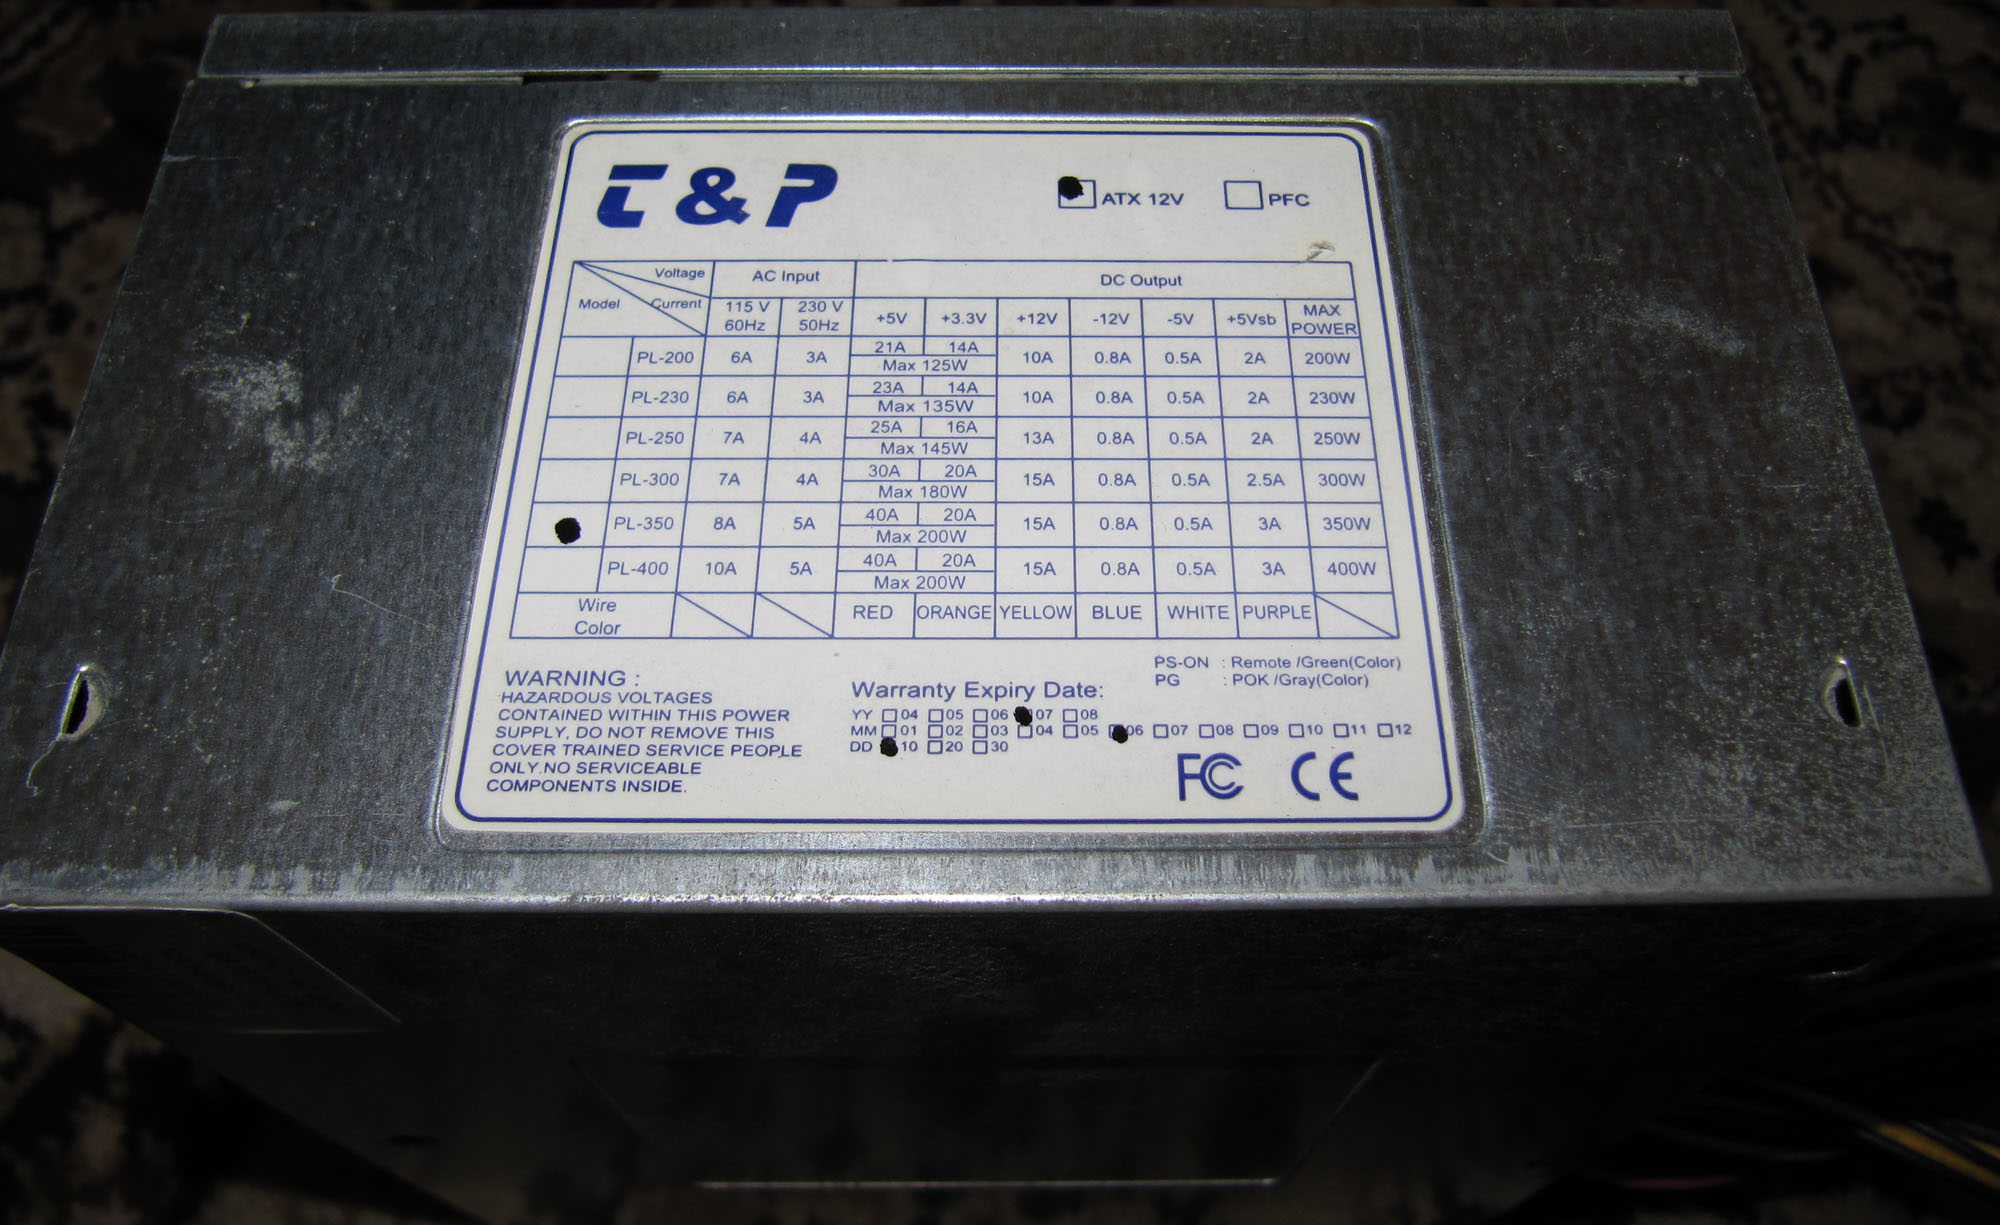 T&P
ATX 12V PFC
Voltage AC Input DC Output
Model Current 115 V 60Hz 230 V 50Hz +5V +3.3V +12V -12V -5V +5Vsb MAX POWER
PL-200 6A 3A 21A 14A Max 125W 10A 0.8A 0.5A 2A 200W
PL-230 6A 3A 23A 14A Max 135W 10A 0.8A 0.5A 2A 230W
PL-250 7A 4A 25A 16A Max 145W 13A 0.8A 0.5A 2A 250W
PL-300 7A 4A 30A 20A Max 180W 15A 0.8A 0.5A 2.5A 300W
PL-350 8A 5A 40A 20A Max 200W 15A 0.8A 0.5A 3A 350W
PL-400 10A 5A 40A 20A Max 200W 15A 0.8A 0.5A 3A 400W
Wire Color RED ORANGE YELLOW BLUE WHITE PURPLE
PS-ON : Remote /Green(Color)
PG : POK /Gray(Color)
WARNING :
HAZARDOUS VOLTAGES
CONTAINED WITHIN THIS POWER
SUPPLY, DO NOT REMOVE THIS
COVER TRAINED SERVICE PEOPLE
ONLY.NO SERVICEABLE
COMPONENTS INSIDE.
Warranty Expiry Date:
YY 04 05 06 07 08
MM 01 02 03 04 05 06 07 08 09 10 11 12
DD 10 20 30
FC CE